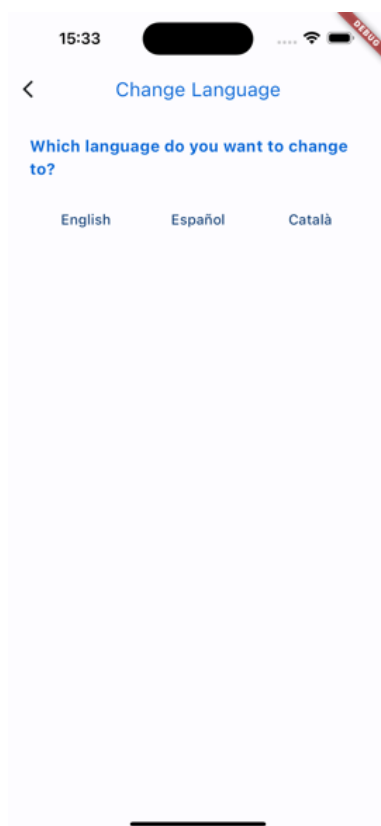 15:33
DEBUG
Change Language
Which language do you want to change
to?
English Español Català